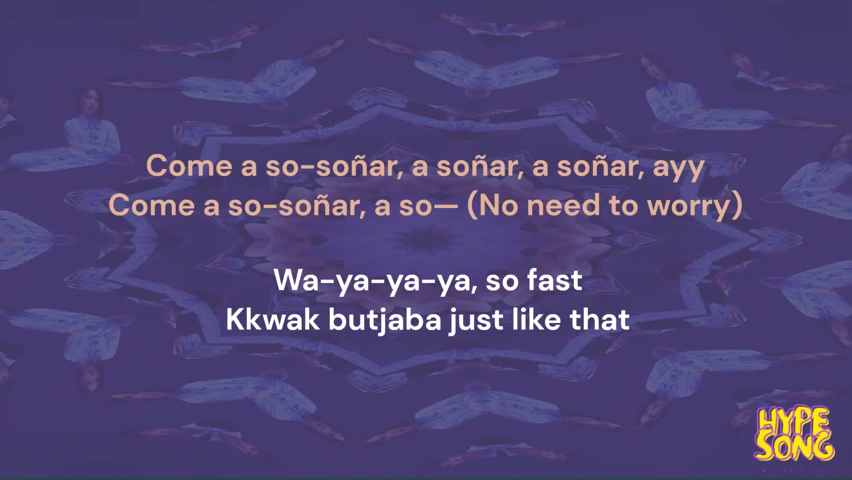 Come a so-soñar, a soñar, a soñar, ayy
Come a so-soñar, a so— (No need to worry)
Wa-ya-ya-ya, so fast
Kkwak butjaba just like that
HYPE
SONG